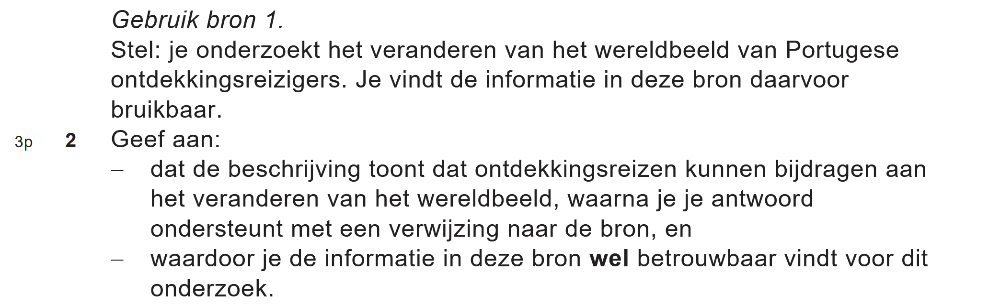 Gebruik bron 1.
Stel: je onderzoekt het veranderen van het wereldbeeld van Portugese
ontdekkingsreizigers. Je vindt de informatie in deze bron daarvoor
bruikbaar.
3p 2 Geef aan:
– dat de beschrijving toont dat ontdekkingsreizen kunnen bijdragen aan
het veranderen van het wereldbeeld, waarna je je antwoord
ondersteunt met een verwijzing naar de bron, en
– waardoor je de informatie in deze bron wel betrouwbaar vindt voor dit
onderzoek.